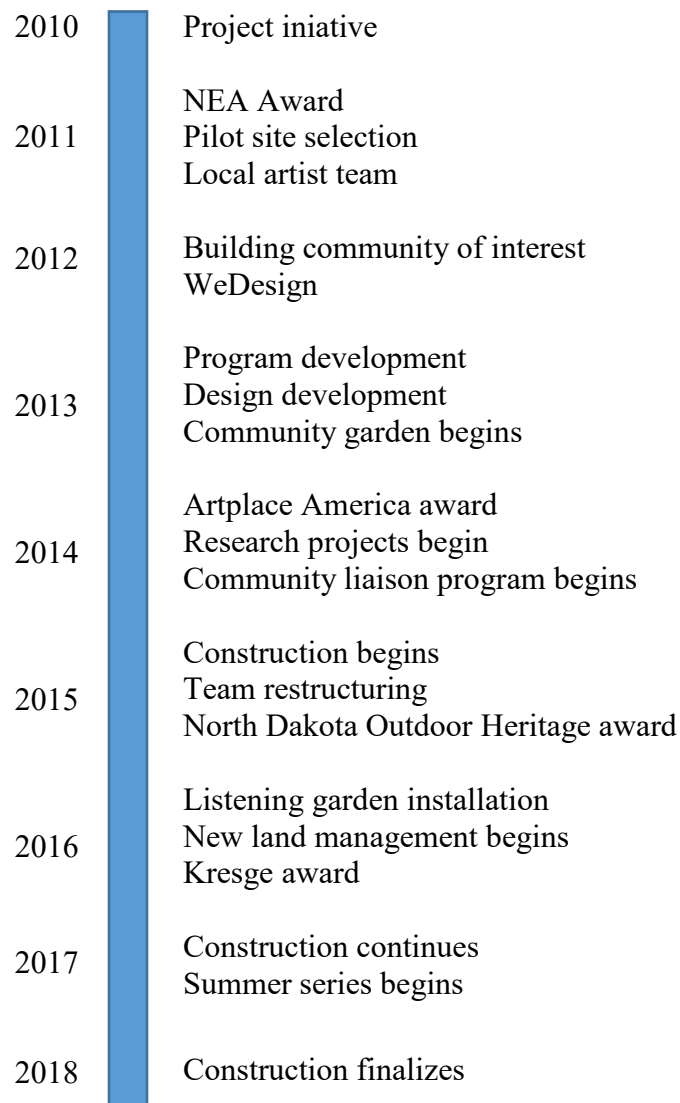 2010
Project iniative
NEA Award
2011
Pilot site selection
Local artist team
2012
Building community of interest
WeDesign
Program development
2013
Design development
Community garden begins
Artplace America award
2014
Research projects begin
Community liaison program begins
Construction begins
2015
Team restructuring
North Dakota Outdoor Heritage award
Listening garden installation
2016
New land management begins
Kresge award
2017
Construction continues
Summer series begins
2018
Construction finalizes